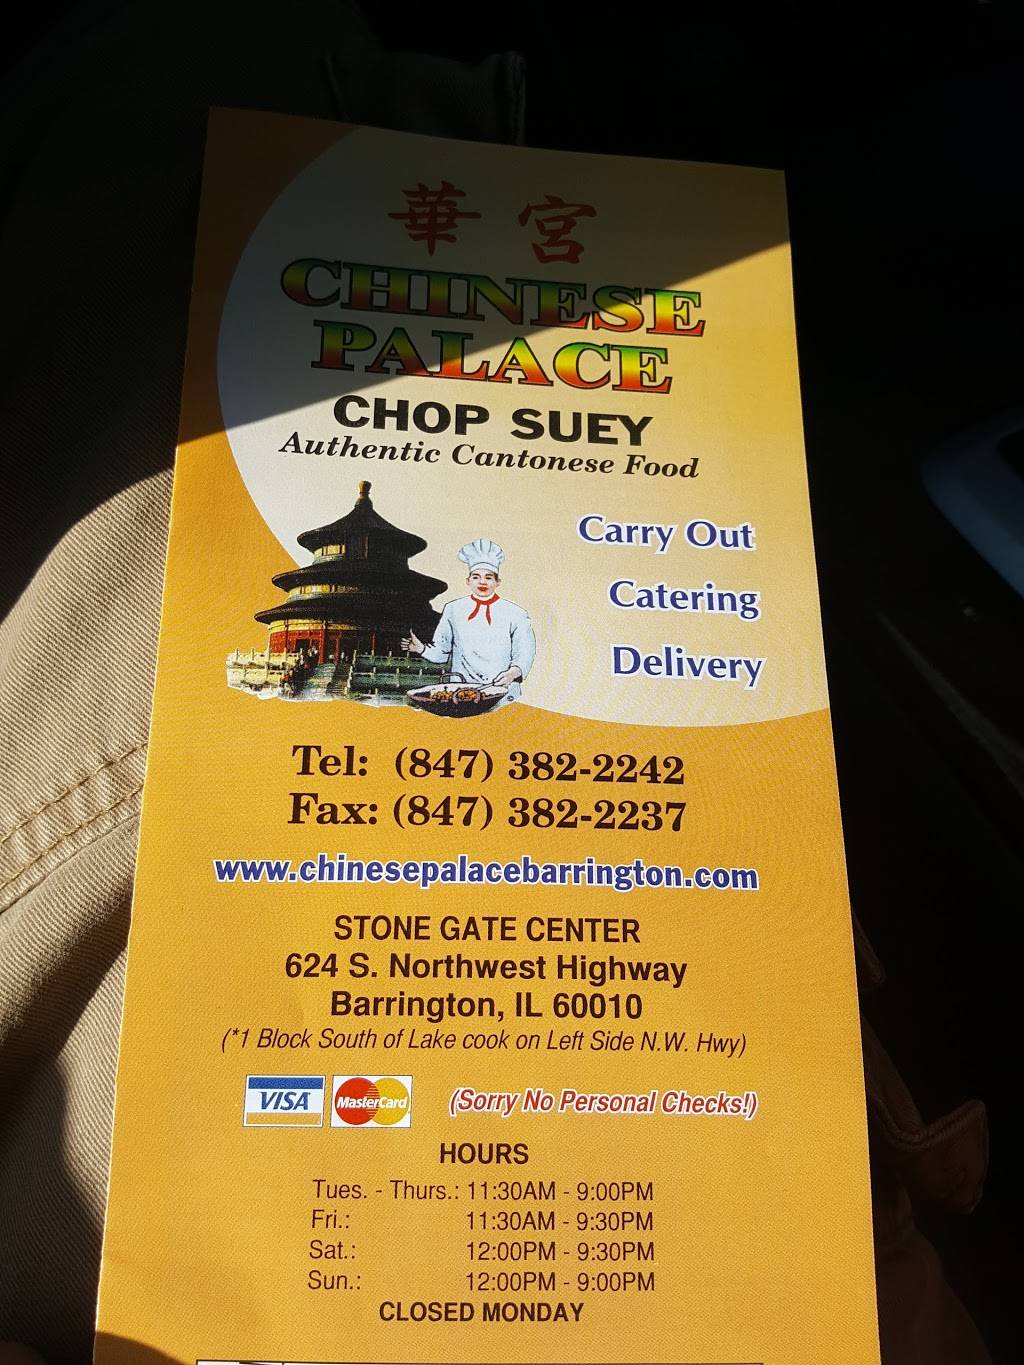 華宮
CHINESE
PALACE
CHOP SUEY
Authentic Cantonese Food
Carry Out
Catering
Delivery
Tel: (847) 382-2242
Fax: (847) 382-2237
www.chinesepalacebarrington.com
STONE GATE CENTER
624 S. Northwest Highway
Barrington, IL 60010
(*1 Block South of Lake cook on Left Side N.W. Hwy)
VISA MasterCard (Sorry No Personal Checks!)
HOURS
Tues. - Thurs.: 11:30AM - 9:00PM
Fri.: 11:30AM - 9:30PM
Sat.: 12:00PM - 9:30PM
Sun.: 12:00PM - 9:00PM
CLOSED MONDAY